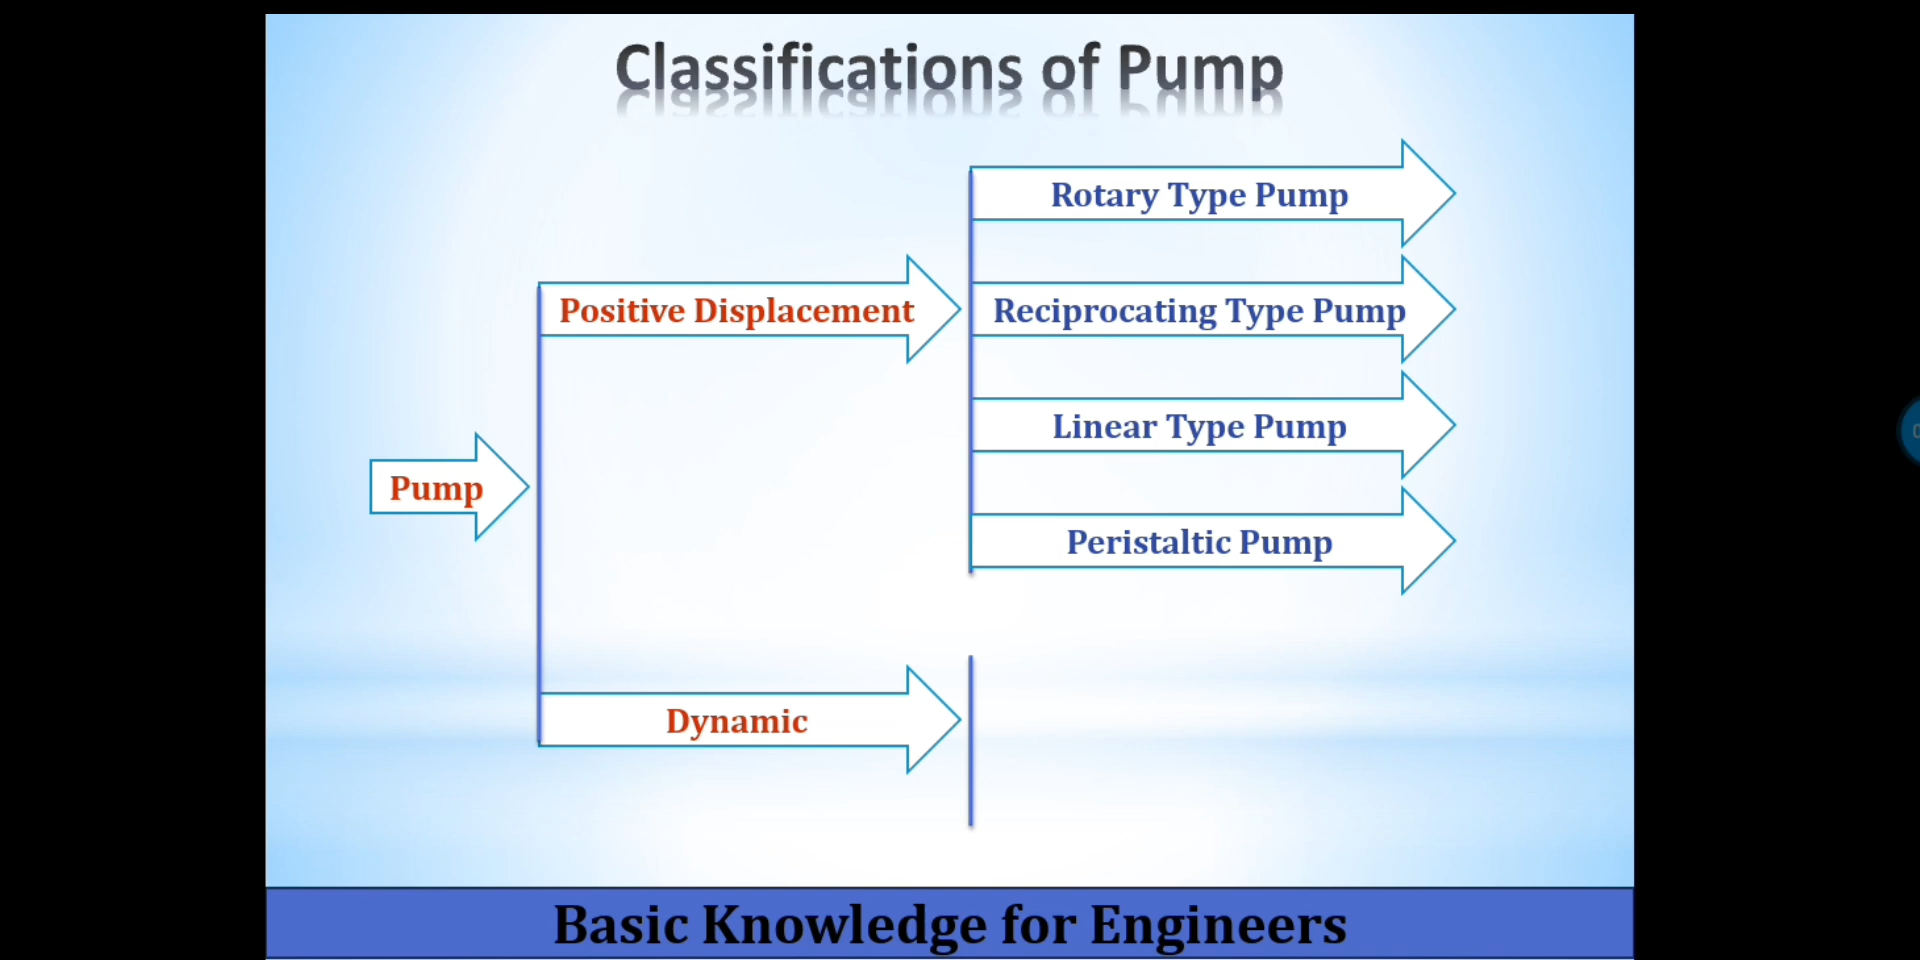 Classifications of Pump
Rotary Type Pump
Positive Displacement
Reciprocating Type Pump
Linear Type Pump
Pump
Peristaltic Pump
Dynamic
Basic Knowledge for Engineers